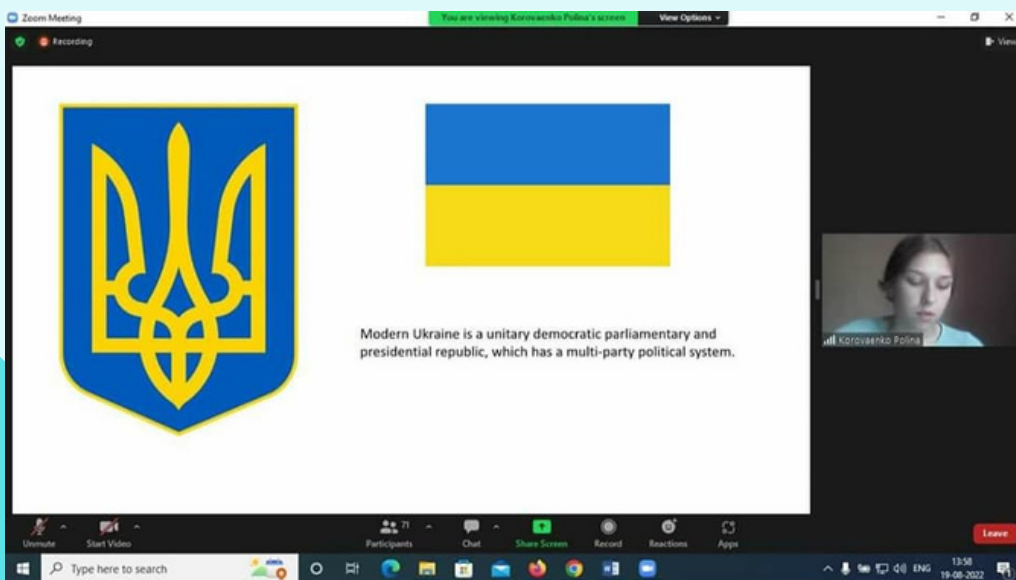 Zoom Meeting
You are viewing Korovaenko Polina's screen
View Options
Recording
View
Modern Ukraine is a unitary democratic parliamentary and
presidential republic, which has a multi-party political system.
Korovaenko Polina
71
Unmute
Start Video
Participants
Chat
Share Screen
Record
Reactions
Apps
Leave
Type here to search
ENG
13:58
19-08-2022